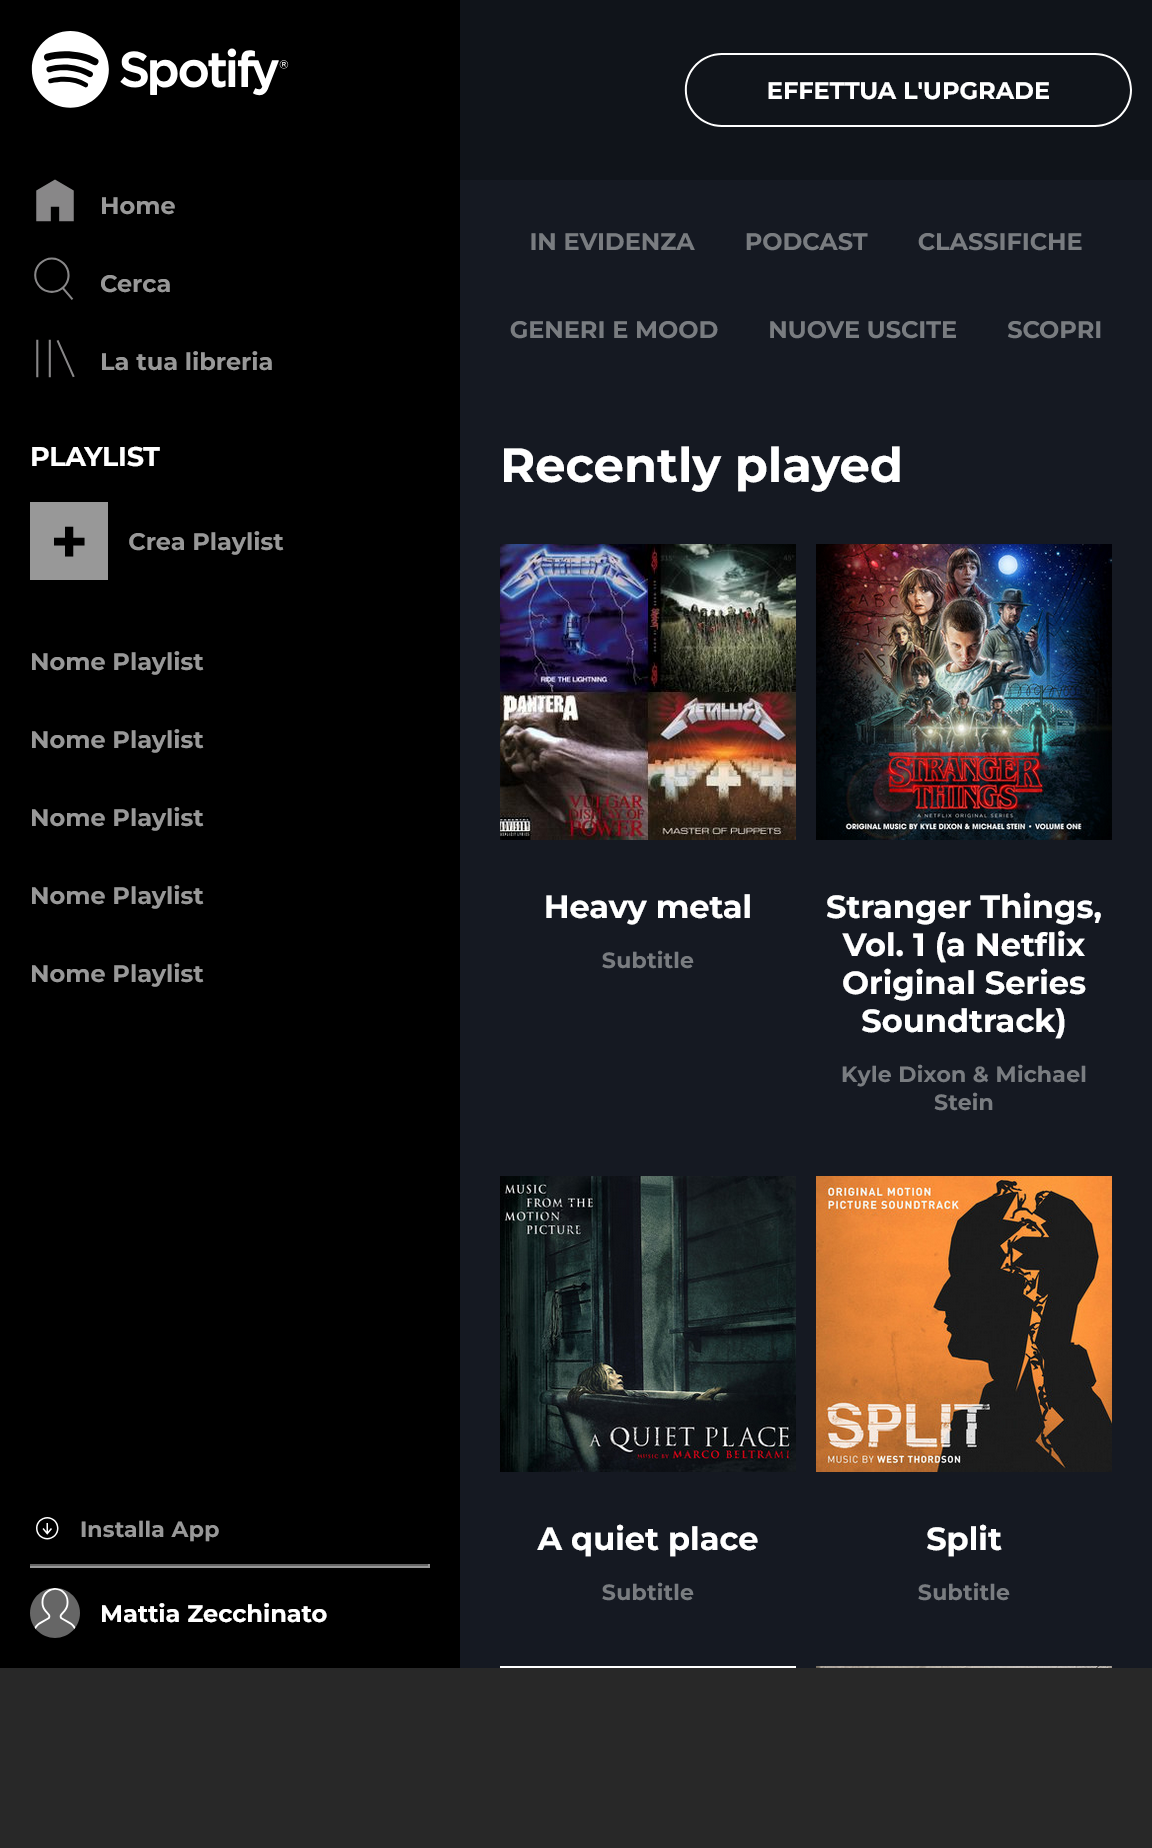 Spotify®
Home
Cerca
La tua libreria
PLAYLIST
Crea Playlist
Nome Playlist
Nome Playlist
Nome Playlist
Nome Playlist
Nome Playlist
Installa App
Mattia Zecchinato
EFFETTUA L'UPGRADE
IN EVIDENZA PODCAST CLASSIFICHE
GENERI E MOOD NUOVE USCITE SCOPRI
Recently played
METALLICA
RIDE THE LIGHTNING
PANTERA
VULGAR
DISPLAY OF
POWER
METALLICA
MASTER OF PUPPETS
STRANGER
THINGS
A NETFLIX ORIGINAL SERIES
ORIGINAL MUSIC BY KYLE DIXON & MICHAEL STEIN • VOLUME ONE
Heavy metal
Subtitle
Stranger Things,
Vol. 1 (a Netflix
Original Series
Soundtrack)
Kyle Dixon & Michael
Stein
MUSIC
FROM THE
MOTION
PICTURE
A QUIET PLACE
MUSIC BY MARCO BELTRAMI
ORIGINAL MOTION
PICTURE SOUNDTRACK
SPLIT
MUSIC BY WEST THORDSON
A quiet place
Subtitle
Split
Subtitle